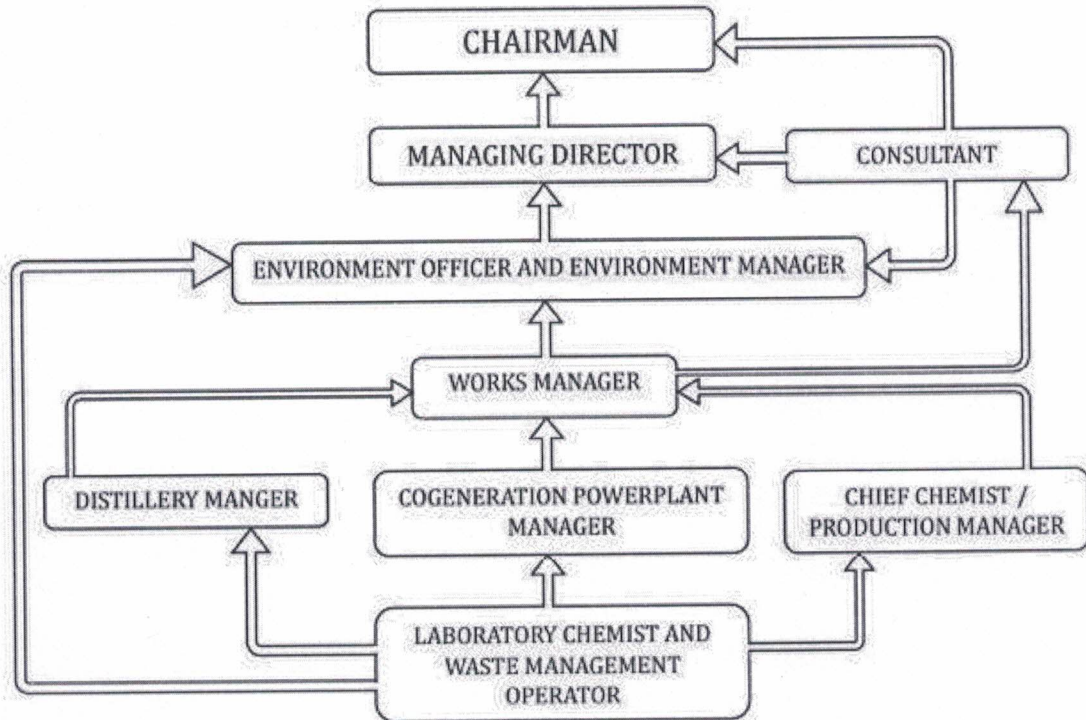 CHAIRMAN
MANAGING DIRECTOR
CONSULTANT
ENVIRONMENT OFFICER AND ENVIRONMENT MANAGER
WORKS MANAGER
DISTILLERY MANGER
COGENERATION POWERPLANT
MANAGER
CHIEF CHEMIST /
PRODUCTION MANAGER
LABORATORY CHEMIST AND
WASTE MANAGEMENT
OPERATOR